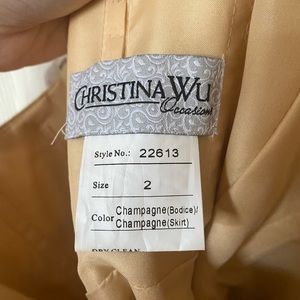 CHRISTINA WU
Occasions
Style No.: 22613
Size 2
Color Champagne(Bodice)/
Champagne(Skirt)
DRY CLEAN